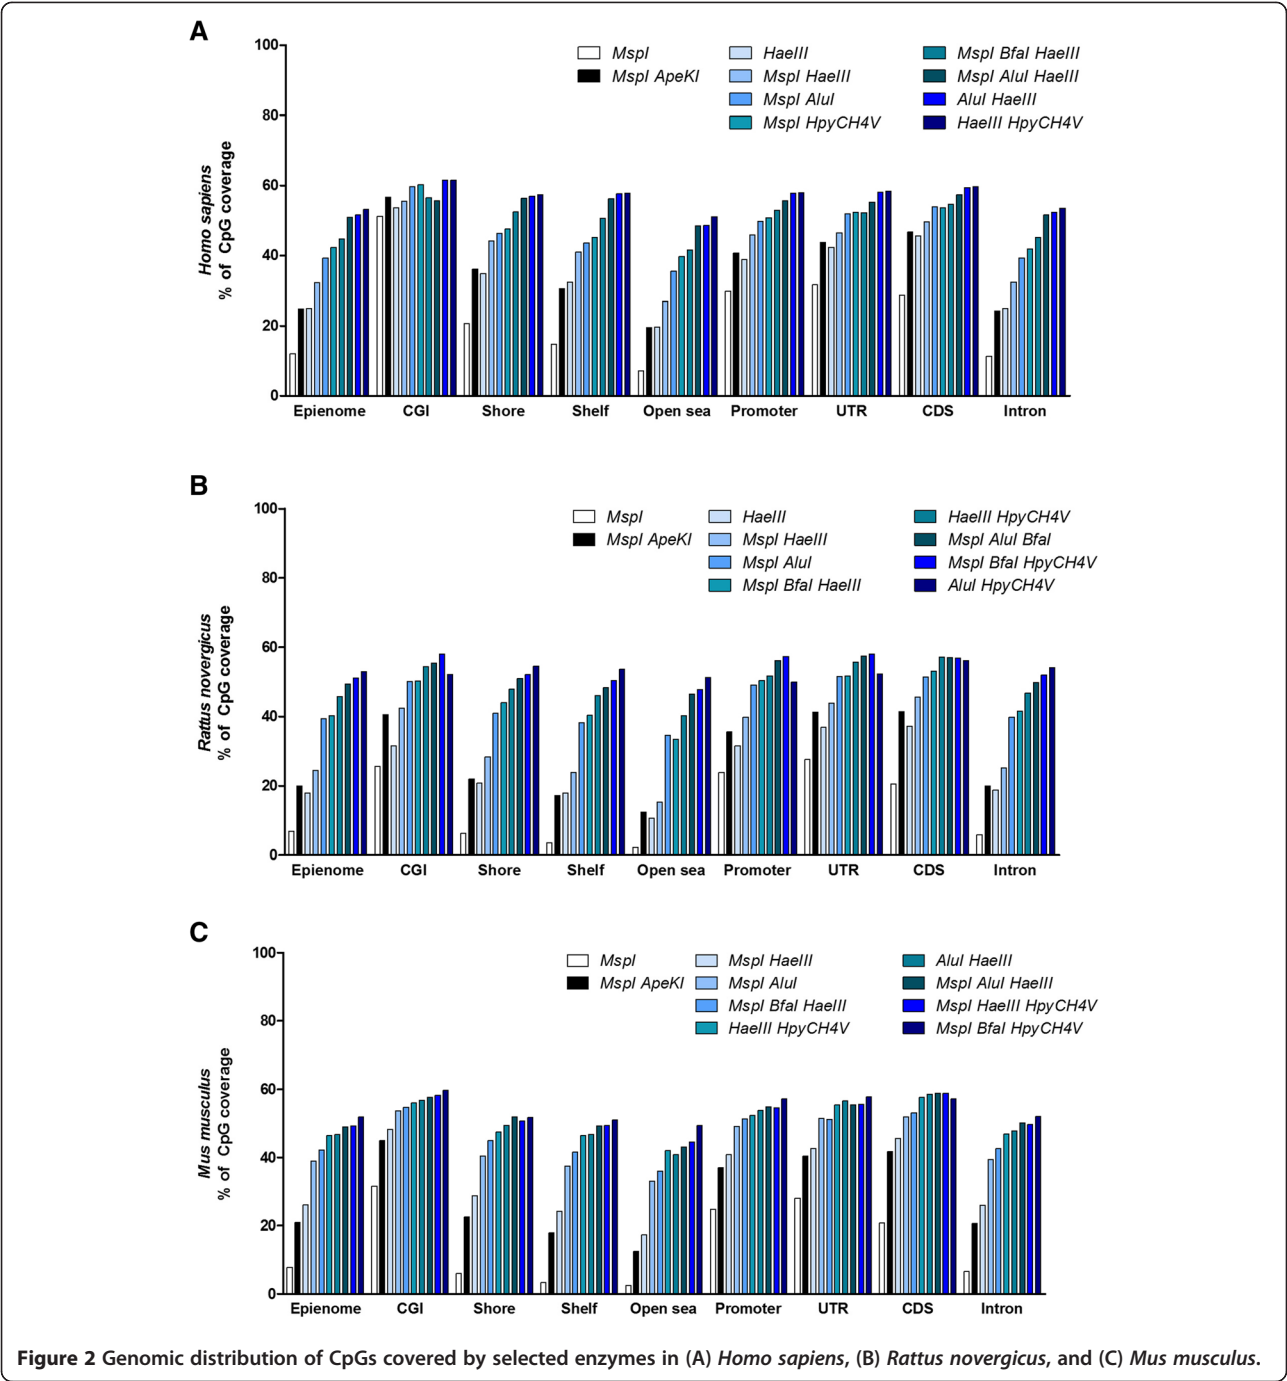 A
100
80
60
40
20
0
Homo sapiens
% of CpG coverage
MspI
MspI ApeKI
HaeIII
MspI HaeIII
MspI AluI
MspI HpyCH4V
MspI BfaI HaeIII
MspI AluI HaeIII
AluI HaeIII
HaeIII HpyCH4V
Epienome CGI Shore Shelf Open sea Promoter UTR CDS Intron
B
100
80
60
40
20
0
Rattus novergicus
% of CpG coverage
MspI
MspI ApeKI
HaeIII
MspI HaeIII
MspI AluI
MspI BfaI HaeIII
HaeIII HpyCH4V
MspI AluI BfaI
MspI BfaI HpyCH4V
AluI HpyCH4V
Epienome CGI Shore Shelf Open sea Promoter UTR CDS Intron
C
100
80
60
40
20
0
Mus musculus
% of CpG coverage
MspI
MspI ApeKI
MspI HaeIII
MspI AluI
MspI BfaI HaeIII
HaeIII HpyCH4V
AluI HaeIII
MspI AluI HaeIII
MspI HaeIII HpyCH4V
MspI BfaI HpyCH4V
Epienome CGI Shore Shelf Open sea Promoter UTR CDS Intron
Figure 2 Genomic distribution of CpGs covered by selected enzymes in (A) Homo sapiens, (B) Rattus novergicus, and (C) Mus musculus.